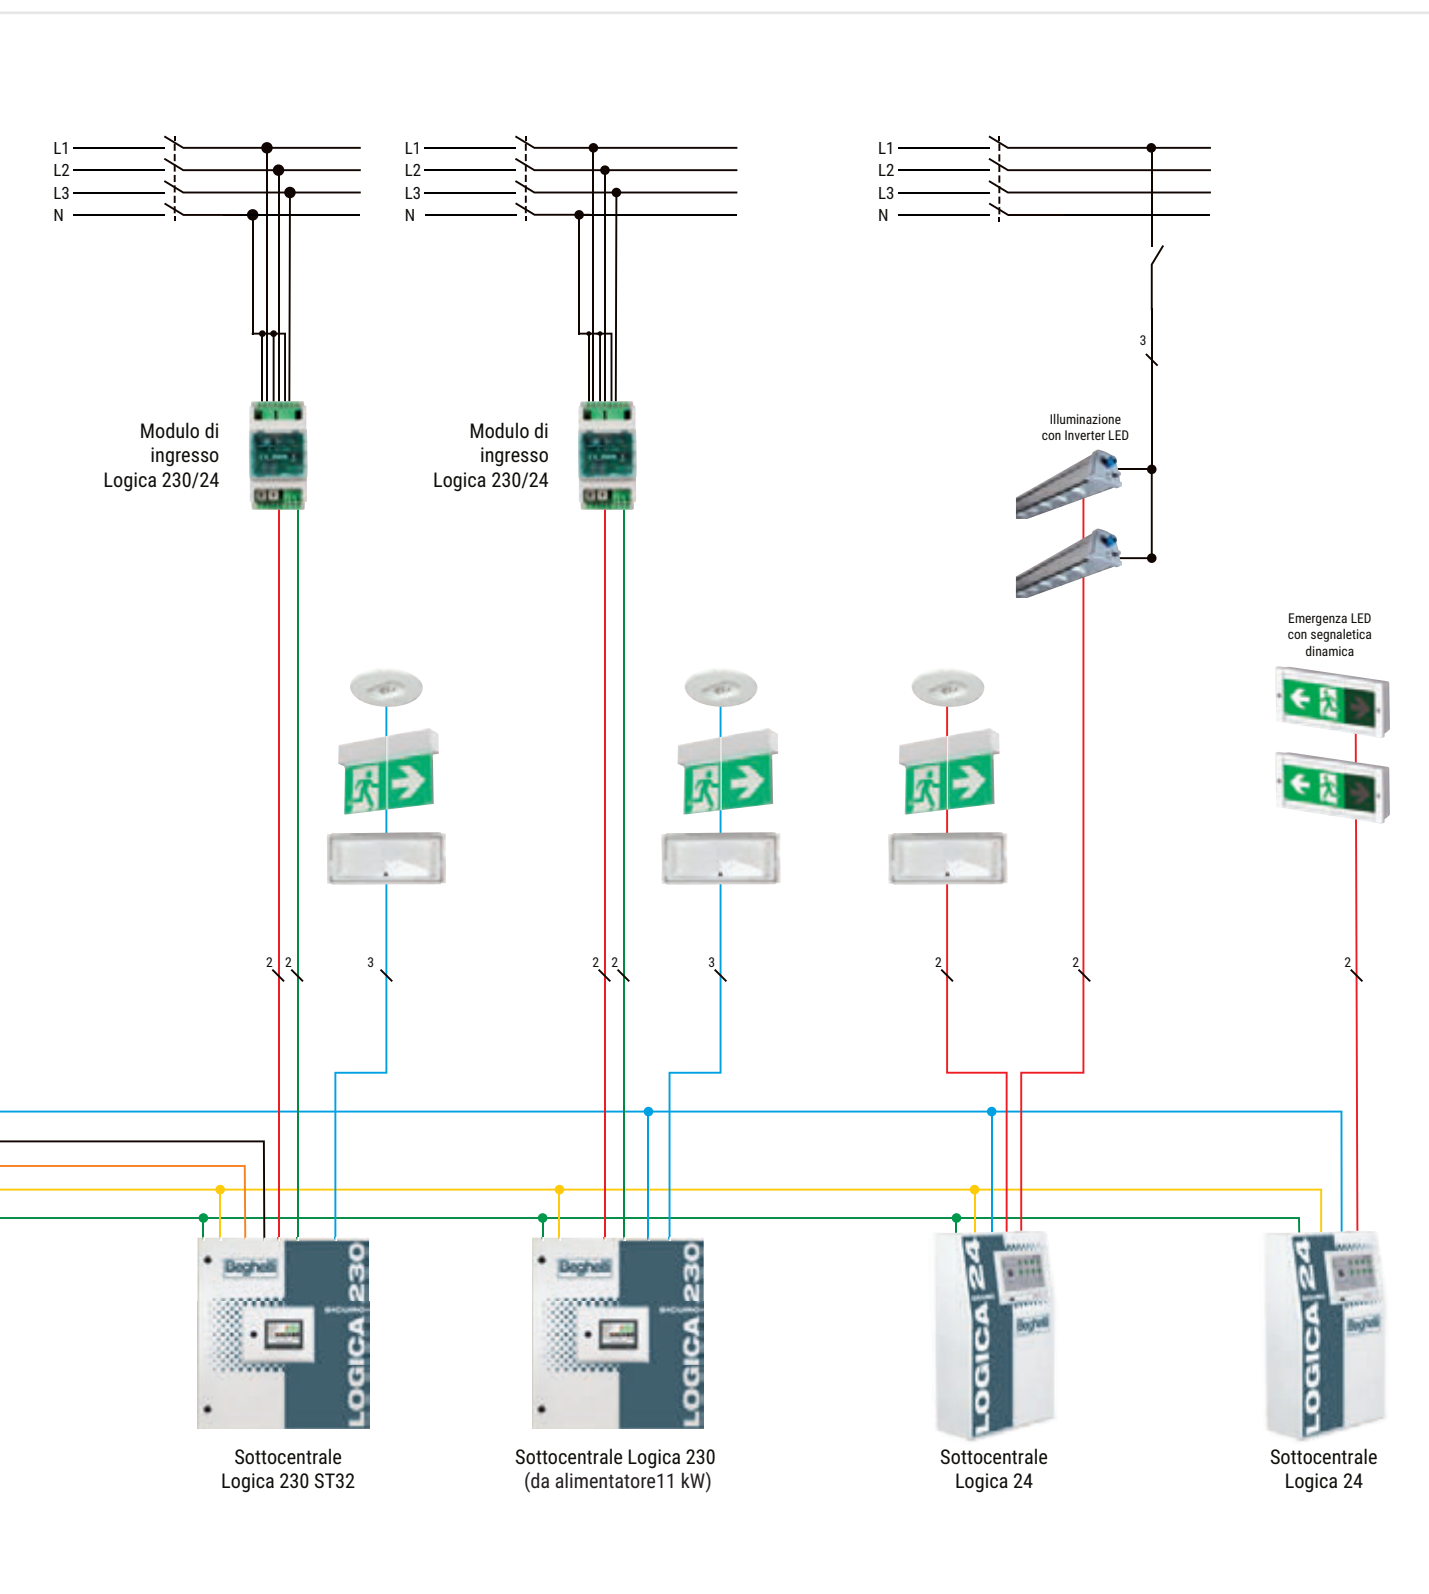 L1
L2
L3
N
L1
L2
L3
N
L1
L2
L3
N
3
Modulo di
ingresso
Logica 230/24
Modulo di
ingresso
Logica 230/24
Illuminazione
con Inverter LED
Emergenza LED
con segnaletica
dinamica
2 2
3
2 2
3
2
2
2
Beghelli
SICURO
LOGICA 230
Beghelli
SICURO
LOGICA 230
LOGICA 24
Beghelli
LOGICA 24
Beghelli
Sottocentrale
Logica 230 ST32
Sottocentrale Logica 230
(da alimentatore11 kW)
Sottocentrale
Logica 24
Sottocentrale
Logica 24